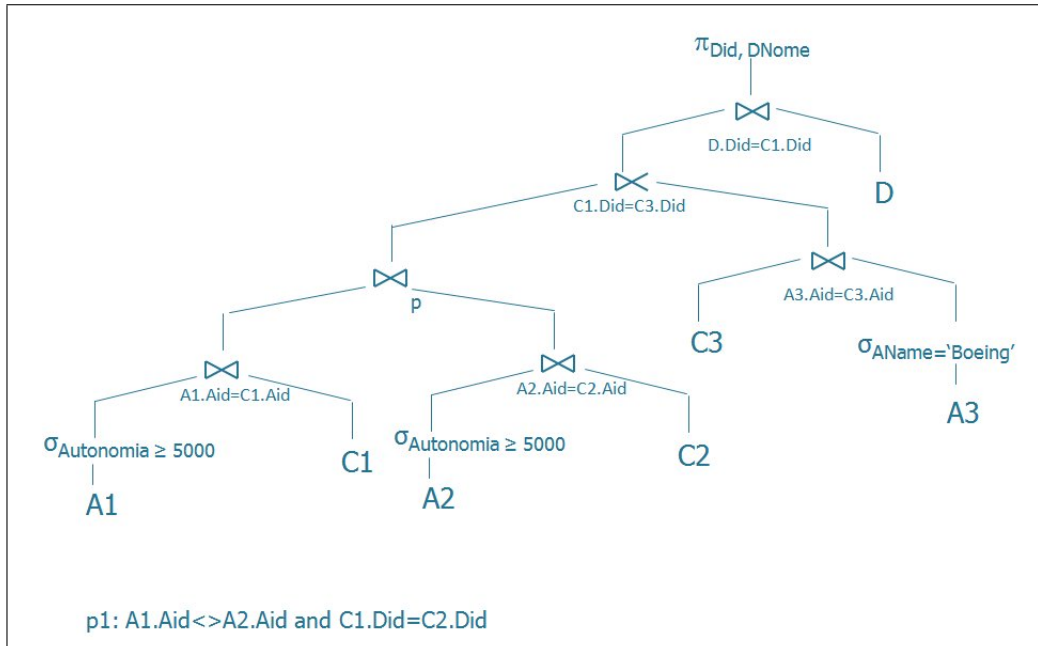 πDid, DNome
D.Did=C1.Did
D
C1.Did=C3.Did
p
A3.Aid=C3.Aid
C3
σAName=‘Boeing’
A3
A1.Aid=C1.Aid
A2.Aid=C2.Aid
σAutonomia ≥ 5000
C1
σAutonomia ≥ 5000
C2
A1
A2
p1: A1.Aid<>A2.Aid and C1.Did=C2.Did